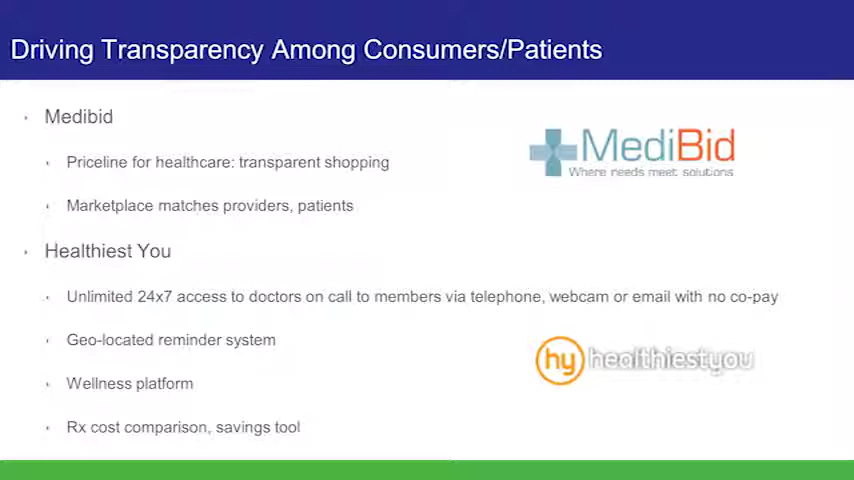 Driving Transparency Among Consumers/Patients
Medibid
Priceline for healthcare: transparent shopping
Marketplace matches providers, patients
MediBid
Where needs meet solutions
Healthiest You
Unlimited 24x7 access to doctors on call to members via telephone, webcam or email with no co-pay
Geo-located reminder system
Wellness platform
Rx cost comparison, savings tool
hy healthiestyou